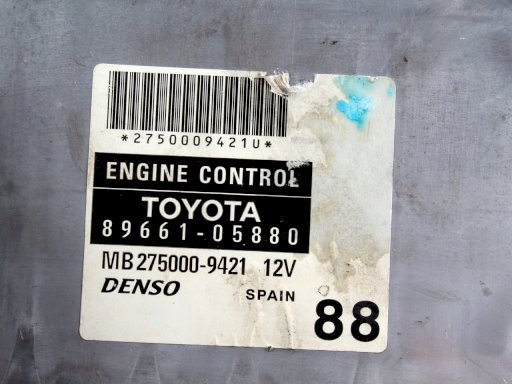 *2750009421U*
ENGINE CONTROL
TOYOTA
89661-05880
MB275000-9421 12V
DENSO SPAIN 88